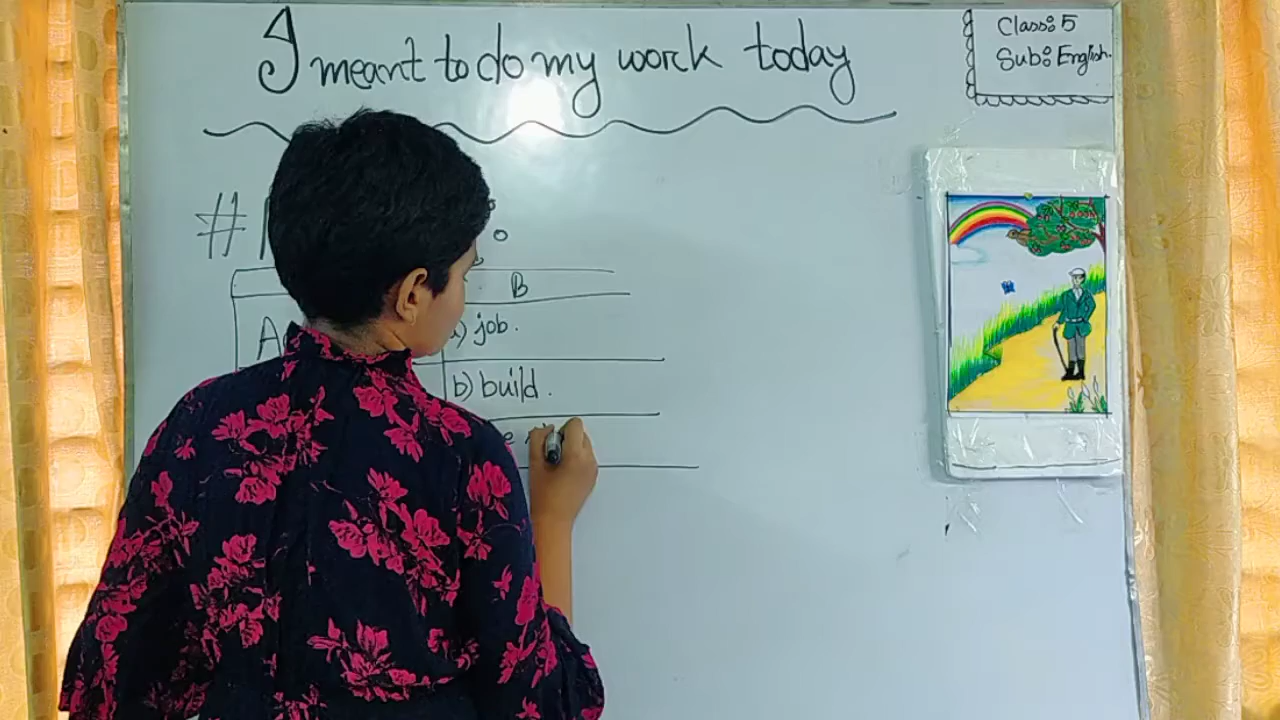 I meant to do my work today
Class: 5
Sub: English.
#
B
A
a) job.
b) build.